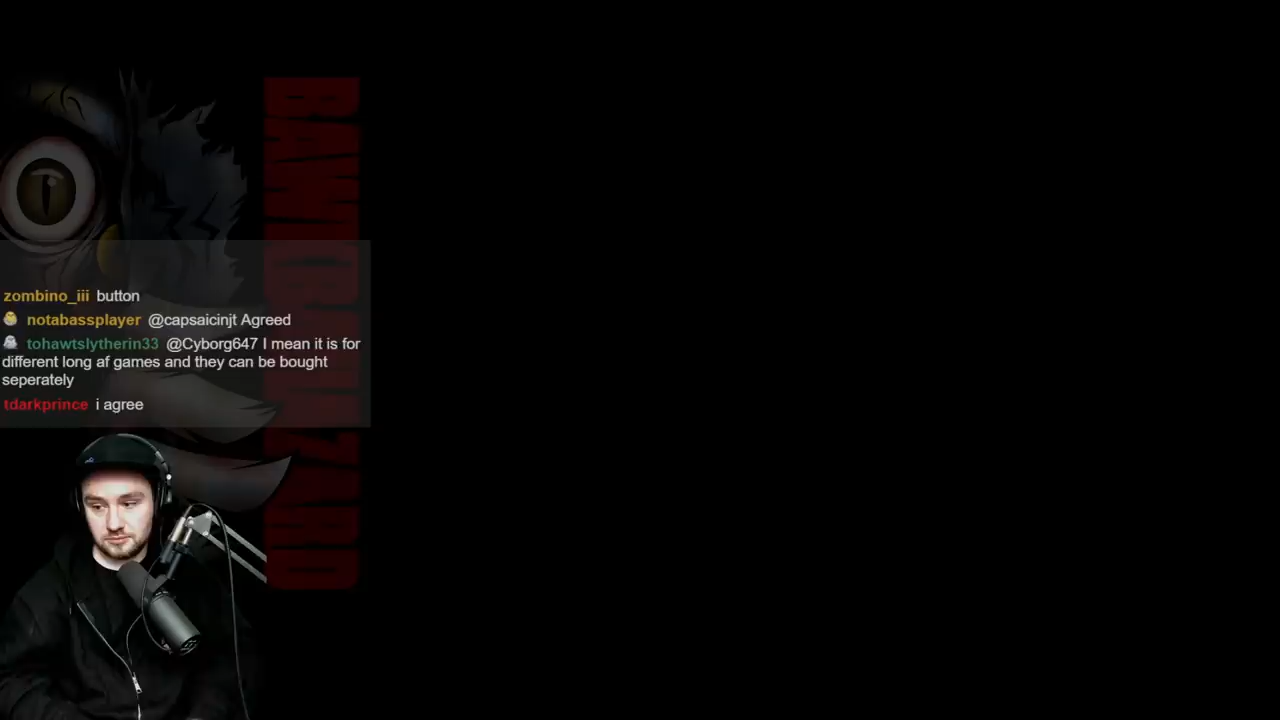 zombino_iii button
notabassplayer @capsaicinjt Agreed
tohawtslytherin33 @Cyborg647 I mean it is for
different long af games and they can be bought
seperately
tdarkprince i agree